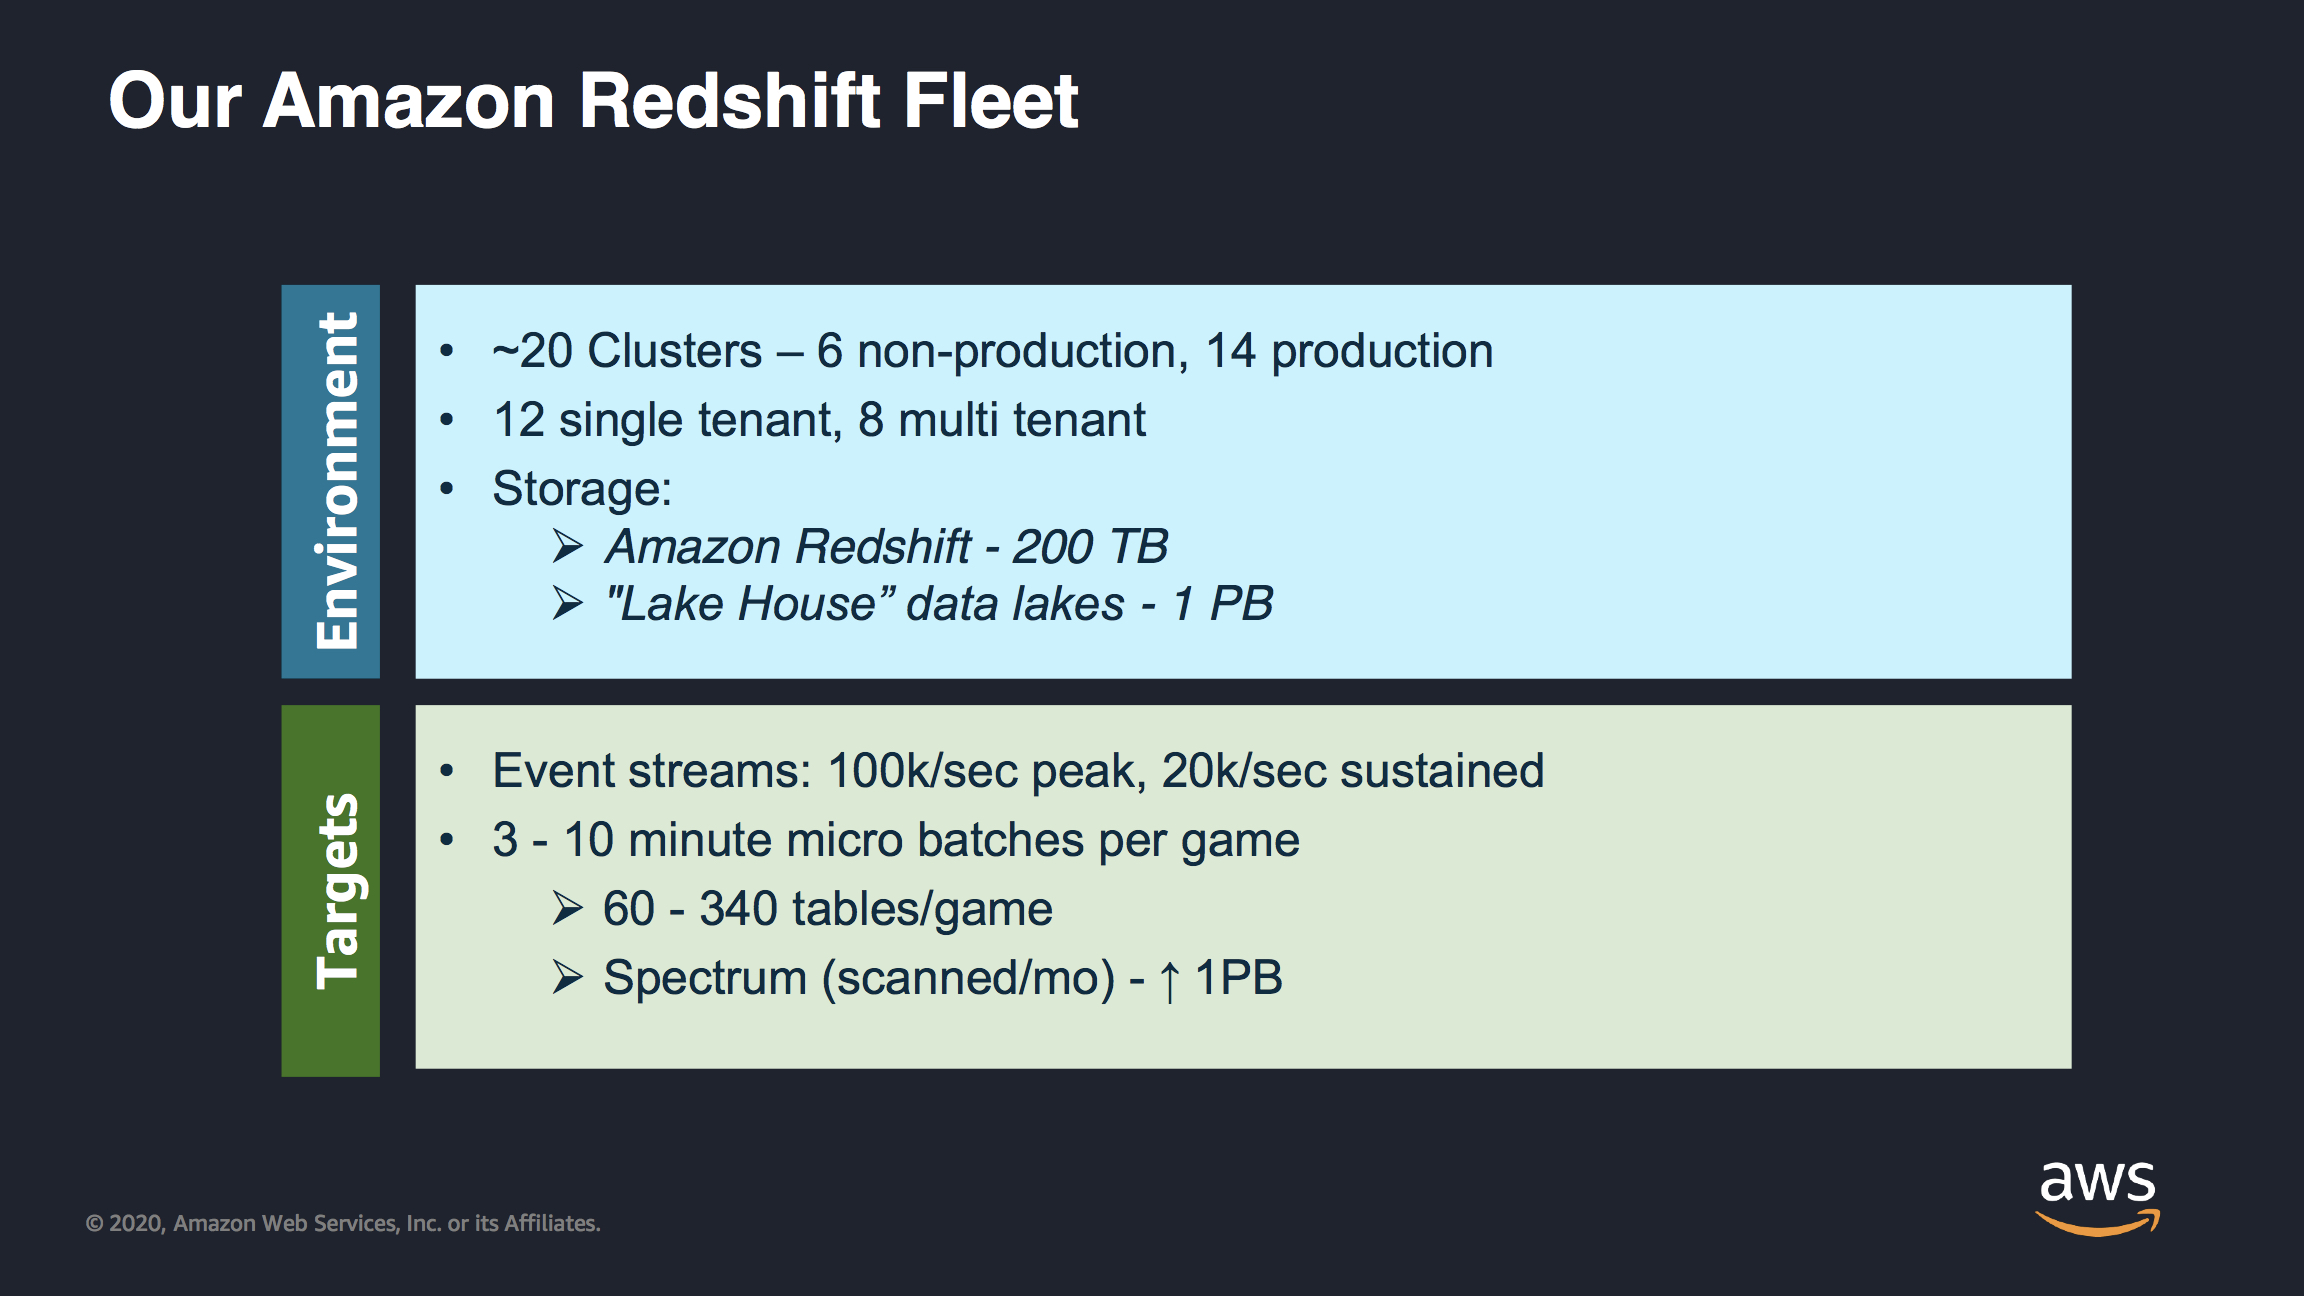 Our Amazon Redshift Fleet
Environment
• ~20 Clusters – 6 non-production, 14 production
• 12 single tenant, 8 multi tenant
• Storage:
➢ Amazon Redshift - 200 TB
➢ "Lake House” data lakes - 1 PB
Targets
• Event streams: 100k/sec peak, 20k/sec sustained
• 3 - 10 minute micro batches per game
➢ 60 - 340 tables/game
➢ Spectrum (scanned/mo) - ↑ 1PB
© 2020, Amazon Web Services, Inc. or its Affiliates.
aws